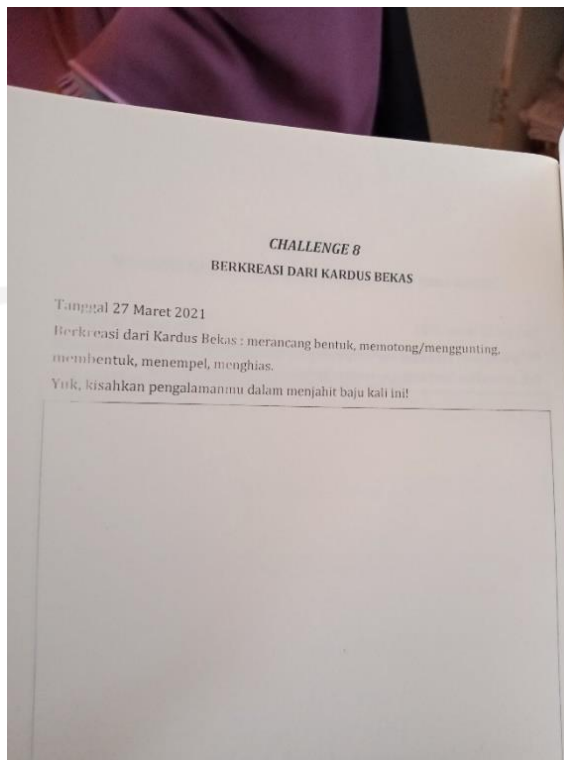 CHALLENGE 8
BERKREASI DARI KARDUS BEKAS
Tanggal 27 Maret 2021
Berkreasi dari Kardus Bekas : merancang bentuk, memotong/menggunting,
membentuk, menempel, menghias.
Yuk, kisahkan pengalamanmu dalam menjahit baju kali ini!